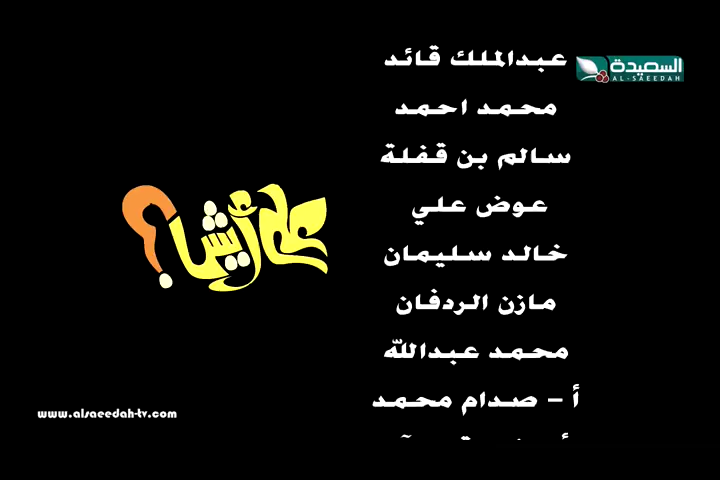 عبدالملك قائد
السعيدة
AL-SAEEDAH
محمد احمد
سالم بن قفلة
عوض علي
خالد سليمان
مازن الردفان
محمد عبدالله
أ – صدام محمد
على أيش؟
www.alsaeedah-tv.com